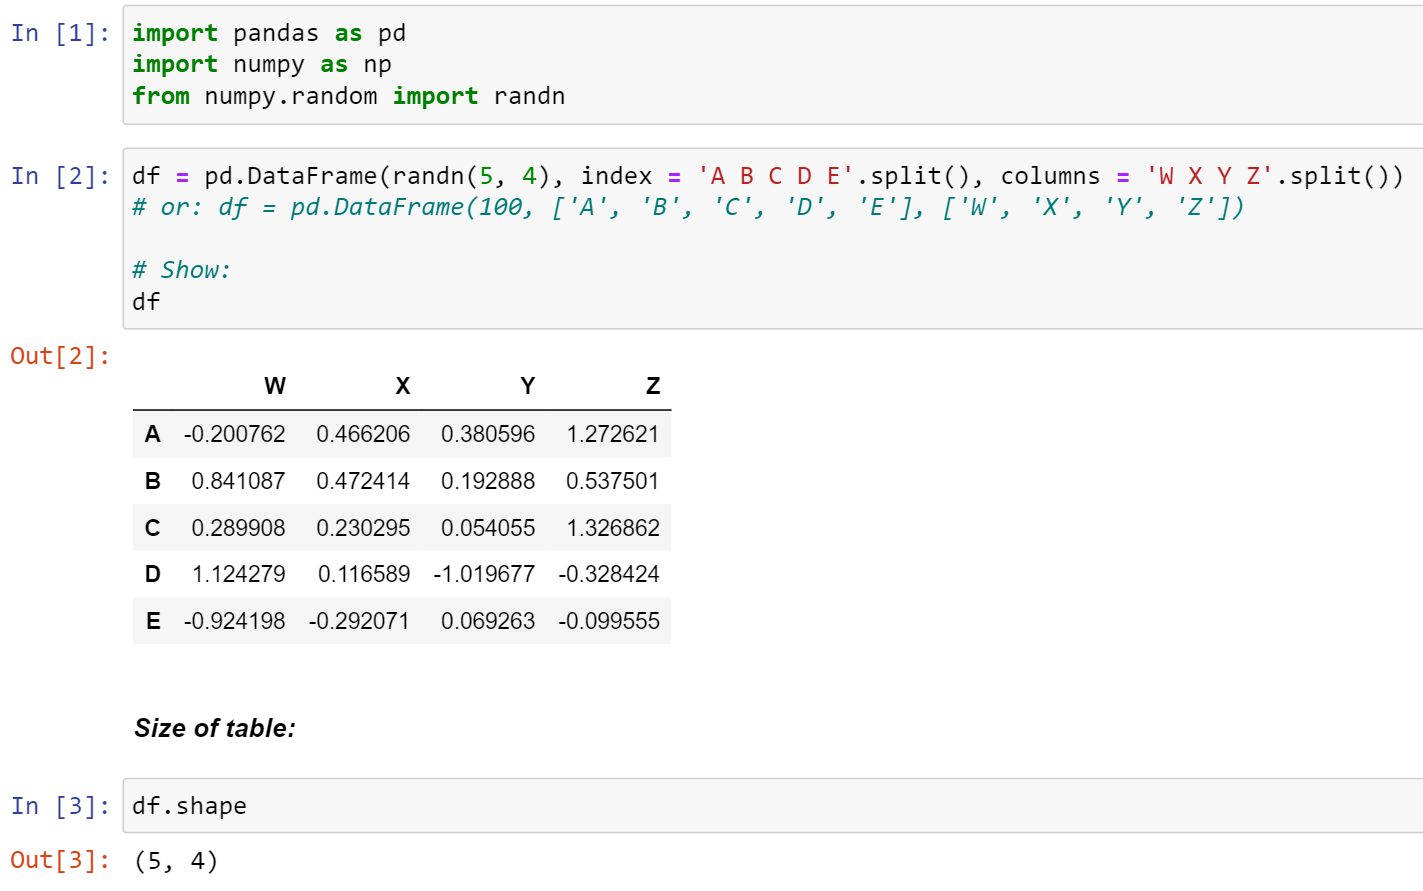 In [1]: import pandas as pd
import numpy as np
from numpy.random import randn
In [2]: df = pd.DataFrame(randn(5, 4), index = 'A B C D E'.split(), columns = 'W X Y Z'.split())
# or: df = pd.DataFrame(100, ['A', 'B', 'C', 'D', 'E'], ['W', 'X', 'Y', 'Z'])
# Show:
df
Out[2]:
W X Y Z
A -0.200762 0.466206 0.380596 1.272621
B 0.841087 0.472414 0.192888 0.537501
C 0.289908 0.230295 0.054055 1.326862
D 1.124279 0.116589 -1.019677 -0.328424
E -0.924198 -0.292071 0.069263 -0.099555
Size of table:
In [3]: df.shape
Out[3]: (5, 4)